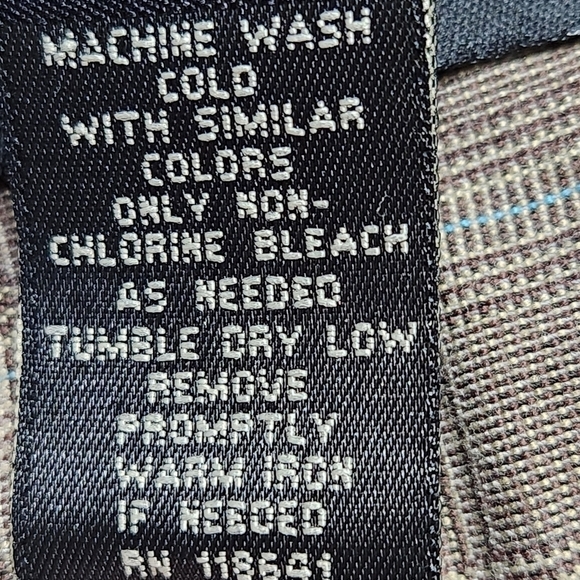 MACHINE WASH
COLD
WITH SIMILAR
COLORS
ONLY NON-
CHLORINE BLEACH
AS NEEDED
TUMBLE DRY LOW
REMOVE
PROMPTLY
WARM IRON
IF NEEDED
RN 118641